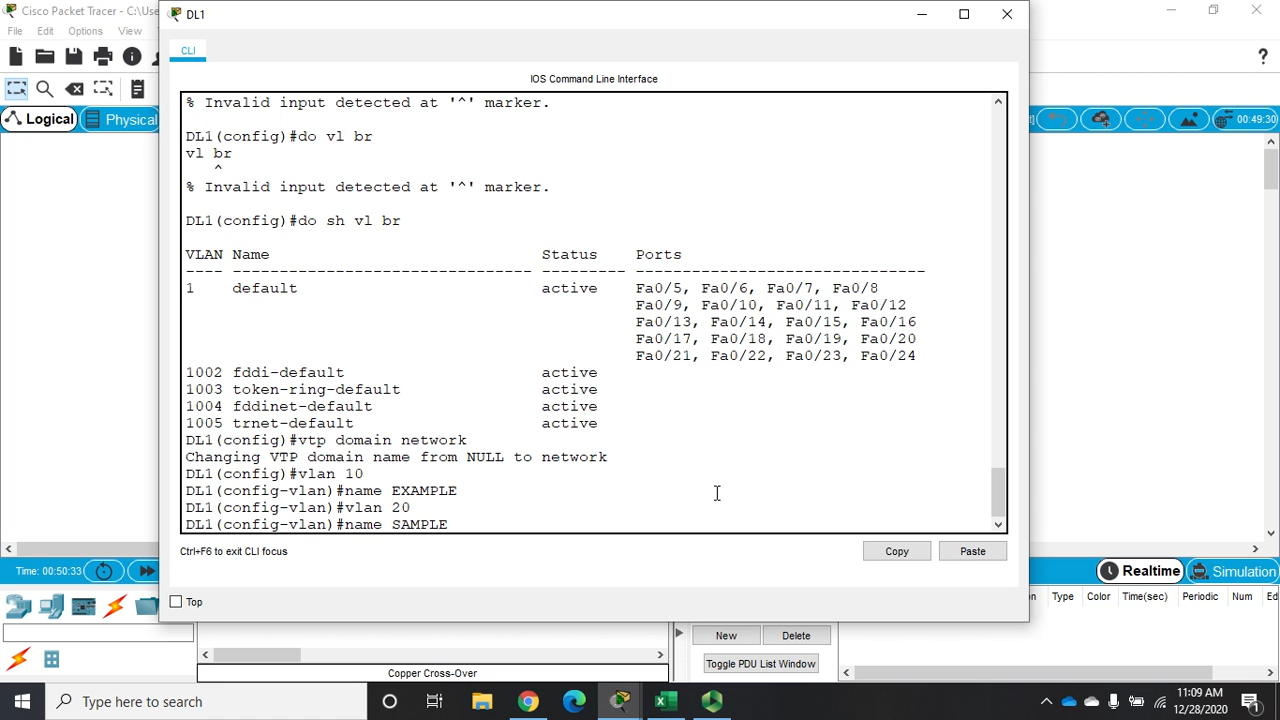 Cisco Packet Tracer - C:\Use
DL1
File Edit Options View
CLI
IOS Command Line Interface
Logical
Physical
00:49:30
% Invalid input detected at '^' marker.
DL1(config)#do vl br
vl br
^
% Invalid input detected at '^' marker.
DL1(config)#do sh vl br
VLAN Name Status Ports
---- -------------------------------- --------- -------------------------------
1 default active Fa0/5, Fa0/6, Fa0/7, Fa0/8
Fa0/9, Fa0/10, Fa0/11, Fa0/12
Fa0/13, Fa0/14, Fa0/15, Fa0/16
Fa0/17, Fa0/18, Fa0/19, Fa0/20
Fa0/21, Fa0/22, Fa0/23, Fa0/24
1002 fddi-default active
1003 token-ring-default active
1004 fddinet-default active
1005 trnet-default active
DL1(config)#vtp domain network
Changing VTP domain name from NULL to network
DL1(config)#vlan 10
DL1(config-vlan)#name EXAMPLE
DL1(config-vlan)#vlan 20
DL1(config-vlan)#name SAMPLE
Ctrl+F6 to exit CLI focus
Copy
Paste
Time: 00:50:33
Realtime
Simulation
Top
Type Color Time(sec) Periodic Num Ed
New
Delete
Toggle PDU List Window
Copper Cross-Over
Type here to search
11:09 AM
12/28/2020
1